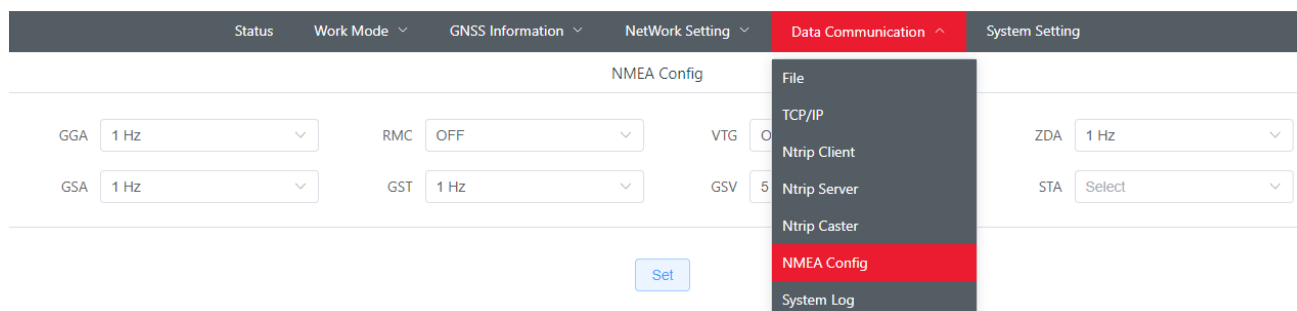 Status Work Mode GNSS Information NetWork Setting Data Communication System Setting
NMEA Config
File
TCP/IP
GGA 1 Hz RMC OFF VTG ZDA 1 Hz
Ntrip Client
GSA 1 Hz GST 1 Hz GSV 5 Ntrip Server STA Select
Ntrip Caster
NMEA Config
Set
System Log